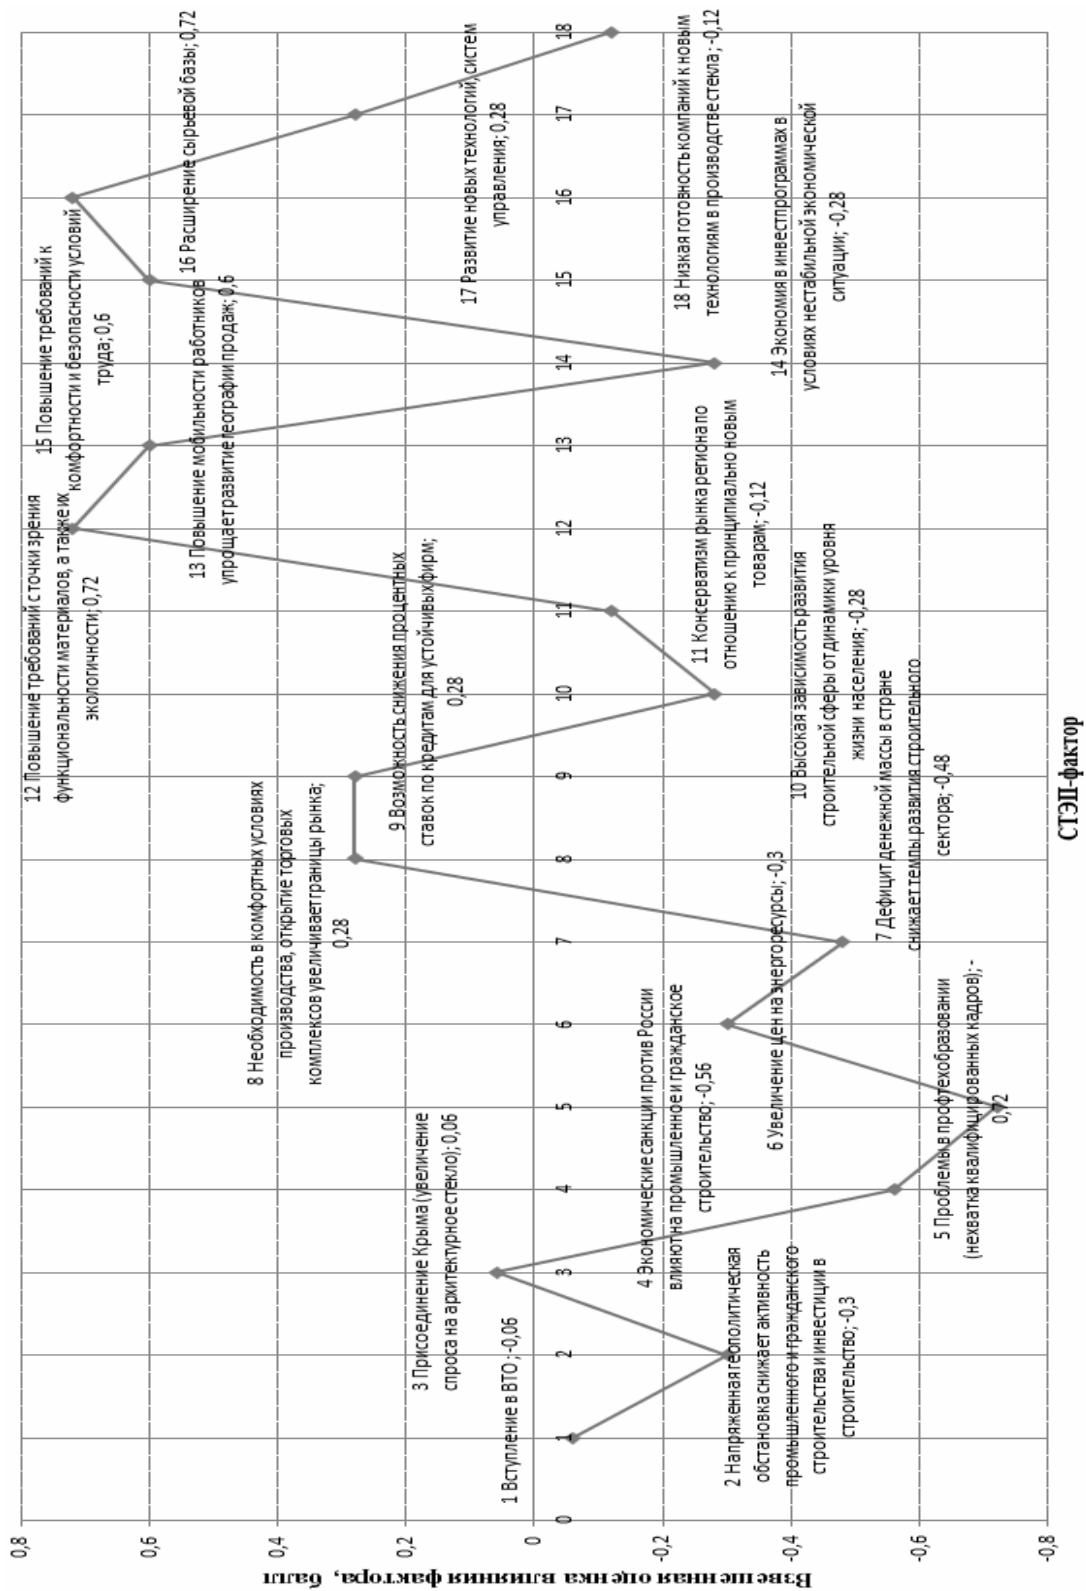 Взвешенная оценка влияния фактора, балл
0,8
0,6
0,4
0,2
0
-0,2
-0,4
-0,6
-0,8
0
1
2
3
4
5
6
7
8
9
10
11
12
13
14
15
16
17
18
1 Вступление в ВТО ; -0,06
2 Напряженная геополитическая
обстановка снижает активность
промышленного и гражданского
строительства и инвестиции в
строительство; -0,3
3 Присоединение Крыма (увеличение
спроса на архитектурное стекло); 0,06
4 Экономические санкции против России
влияют на промышленное и гражданское
строительство; -0,56
5 Проблемы в профтехобразовании
(нехватка квалифицированных кадров); -
0,72
6 Увеличение цен на энергоресурсы; -0,3
7 Дефицит денежной массы в стране
снижает темпы развития строительного
сектора; -0,48
8 Необходимость в комфортных условиях
производства, открытие торговых
комплексов увеличивает границы рынка;
0,28
9 Возможность снижения процентных
ставок по кредитам для устойчивых фирм;
0,28
10 Высокая зависимость развития
строительной сферы от динамики уровня
жизни населения; -0,28
11 Консерватизм рынка региона по
отношению к принципиально новым
товарам; -0,12
12 Повышение требований с точки зрения
функциональности материалов, а также их
экологичности; 0,72
13 Повышение мобильности работников
упрощает развитие географии продаж; 0,6
14 Экономия в инвестпрограммах в
условиях нестабильной экономической
ситуации; -0,28
15 Повышение требований к
комфортности и безопасности условий
труда; 0,6
16 Расширение сырьевой базы; 0,72
17 Развитие новых технологий, систем
управления; 0,28
18 Низкая готовность компаний к новым
технологиям в производстве стекла ; -0,12
СТЭП-фактор